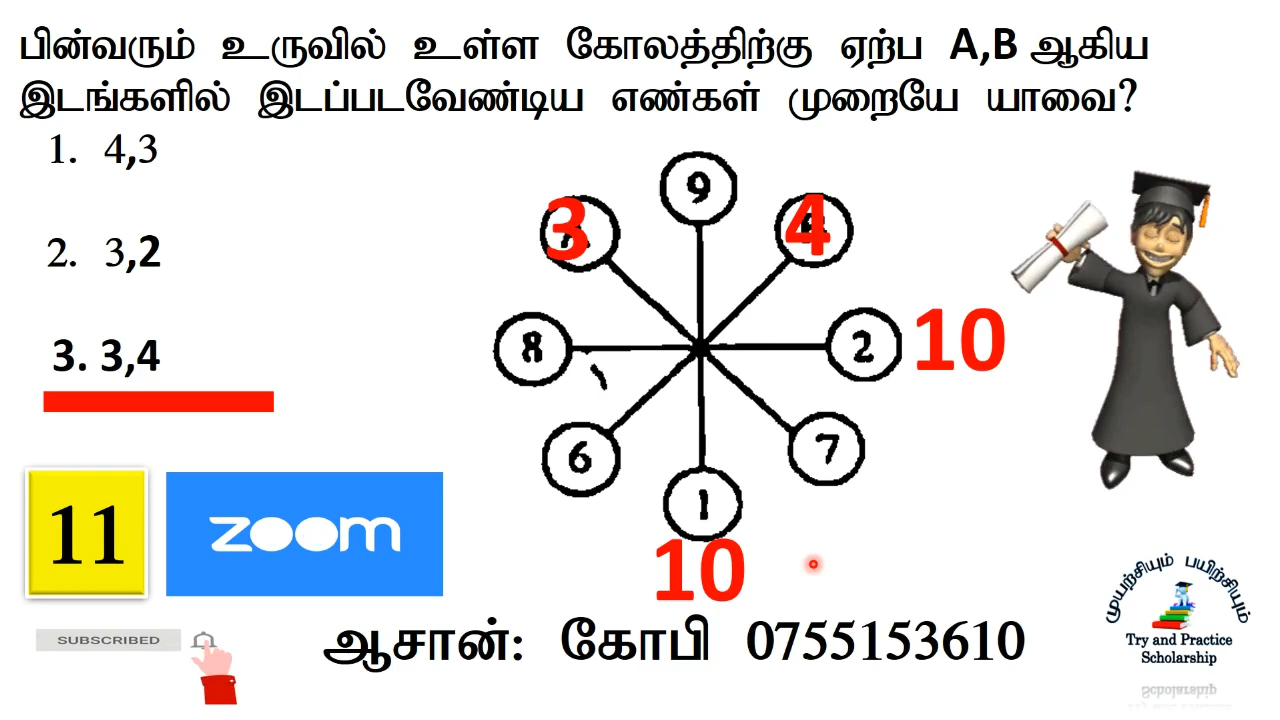 பின்வரும் உருவில் உள்ள கோலத்திற்கு ஏற்ப A,B ஆகிய
இடங்களில் இடப்படவேண்டிய எண்கள் முறையே யாவை?
1. 4,3
2. 3,2
3. 3,4
9
3
4
8
2
10
6
7
1
10
11
zoom
SUBSCRIBED
ஆசான்: கோபி 0755153610
முயற்சியும் பயிற்சியும்
Try and Practice
Scholarship